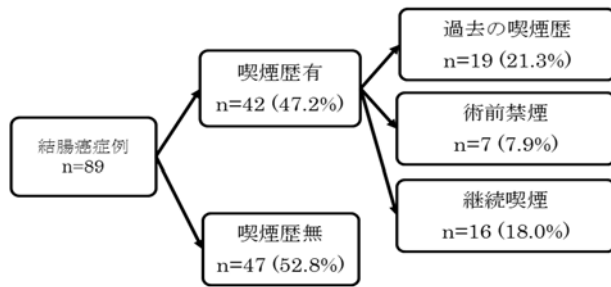 結腸癌症例
n=89
喫煙歴有
n=42 (47.2%)
喫煙歴無
n=47 (52.8%)
過去の喫煙歴
n=19 (21.3%)
術前禁煙
n=7 (7.9%)
継続喫煙
n=16 (18.0%)